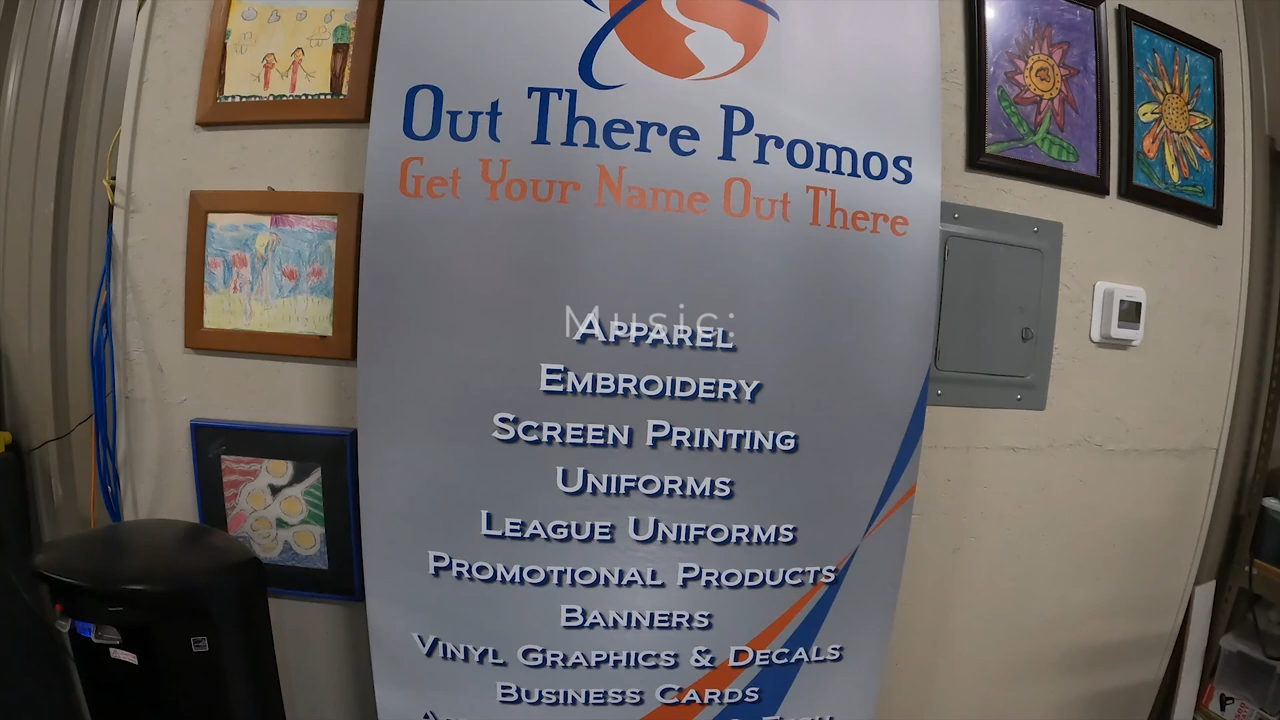 Out There Promos
Get Your Name Out There
Music:
APPAREL
EMBROIDERY
SCREEN PRINTING
UNIFORMS
LEAGUE UNIFORMS
PROMOTIONAL PRODUCTS
BANNERS
VINYL GRAPHICS & DECALS
BUSINESS CARDS